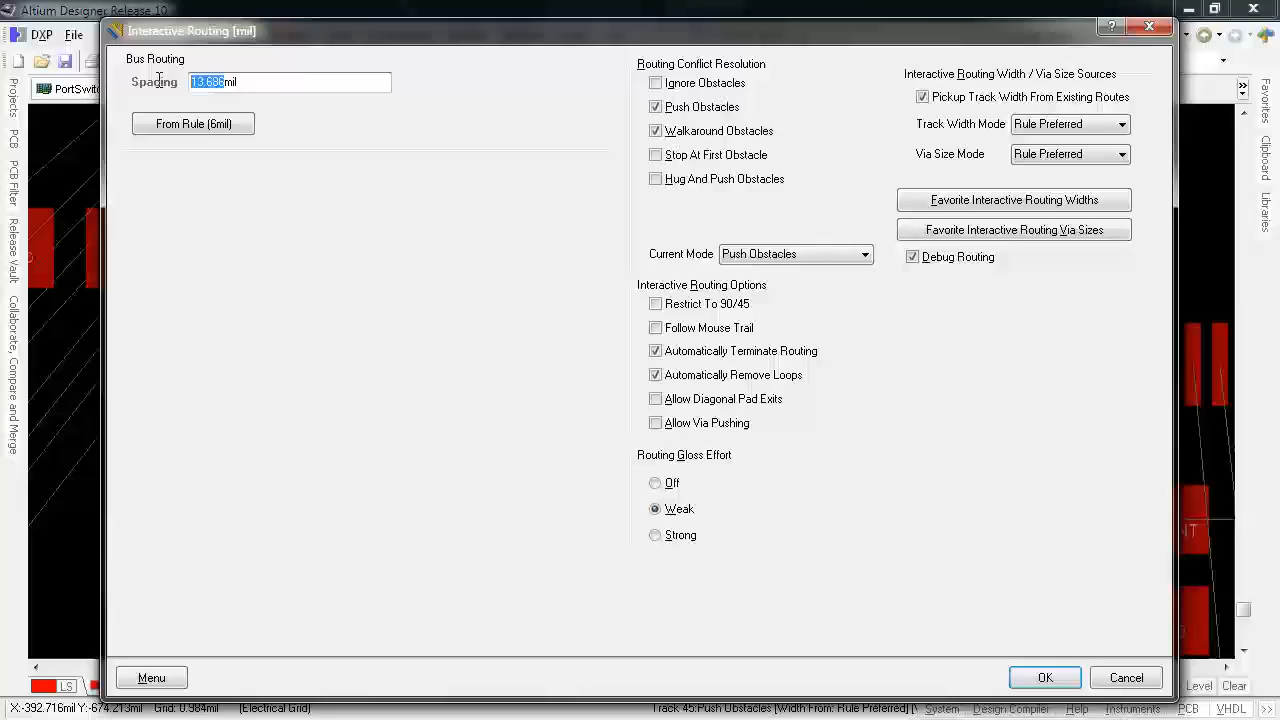 Altium Designer Release 10
DXP File
PortSwitc
Interactive Routing [mil]
Bus Routing
Spacing 13.686mil
From Rule (6mil)
Routing Conflict Resolution
Ignore Obstacles
Push Obstacles
Walkaround Obstacles
Stop At First Obstacle
Hug And Push Obstacles
Current Mode Push Obstacles
Interactive Routing Options
Restrict To 90/45
Follow Mouse Trail
Automatically Terminate Routing
Automatically Remove Loops
Allow Diagonal Pad Exits
Allow Via Pushing
Routing Gloss Effort
Off
Weak
Strong
Interactive Routing Width / Via Size Sources
Pickup Track Width From Existing Routes
Track Width Mode Rule Preferred
Via Size Mode Rule Preferred
Favorite Interactive Routing Widths
Favorite Interactive Routing Via Sizes
Debug Routing
Menu
OK
Cancel
Projects
PCB
PCB Filter
Release Vault
Collaborate, Compare and Merge
Favorites
Clipboard
Libraries
NT
LS
Level Clear
X:-392.716mil Y:-674.213mil Grid: 0.984mil (Electrical Grid) Track 45:Push Obstacles [Width From: Rule Preferred]
System Design Compiler Help Instruments PCB VHDL >>